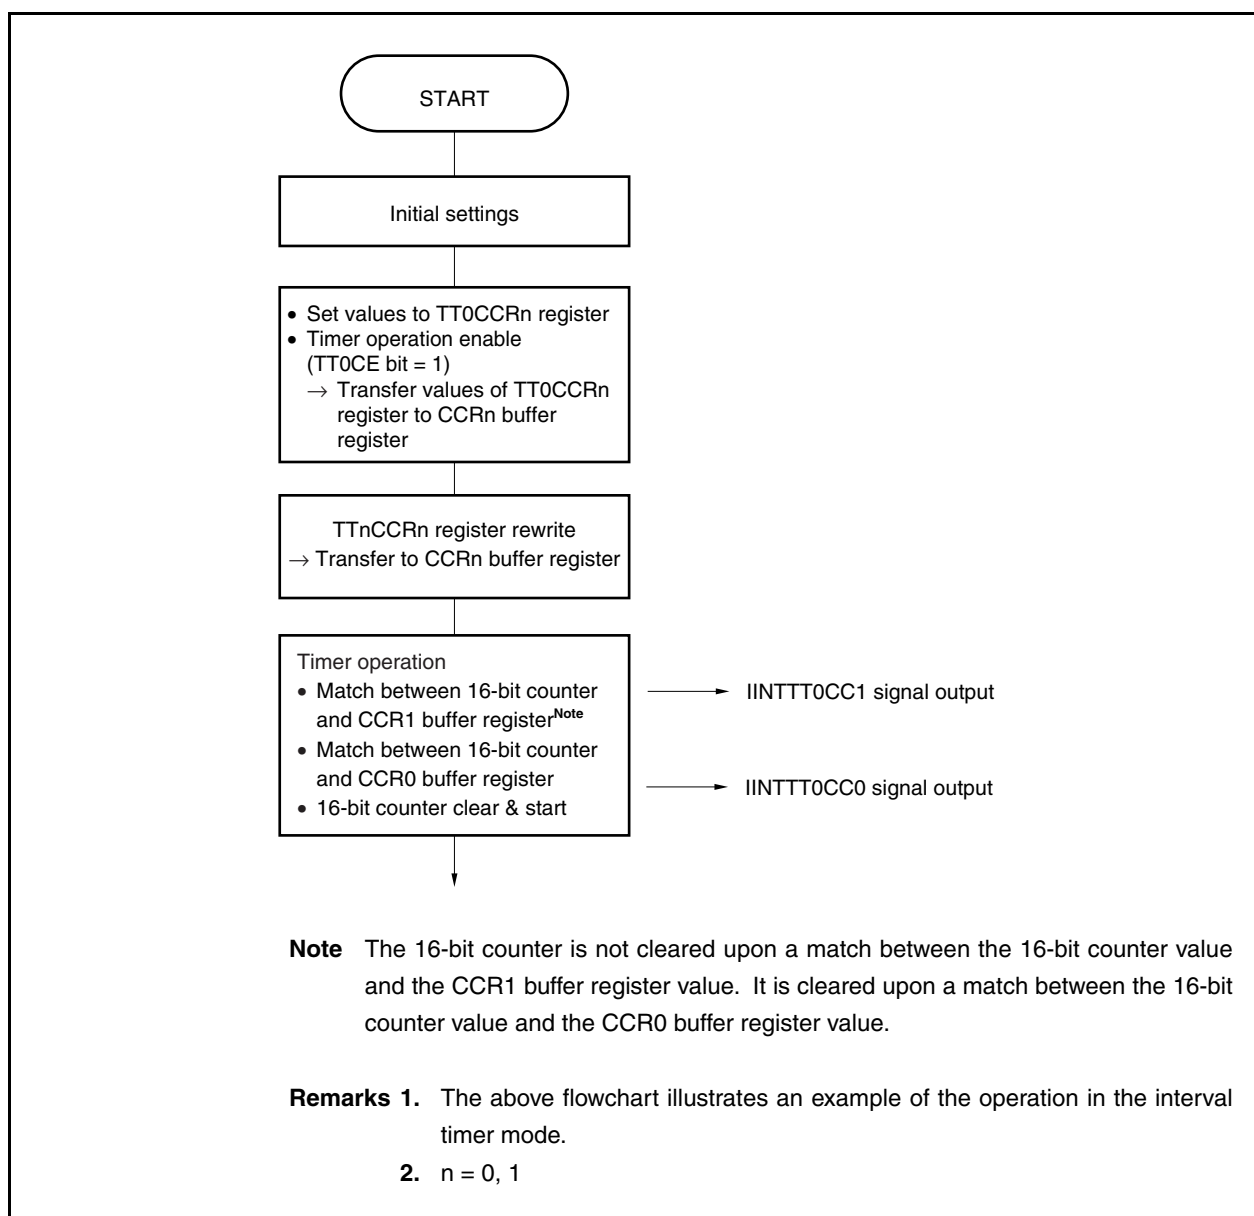 START
Initial settings
• Set values to TT0CCRn register
• Timer operation enable
(TT0CE bit = 1)
→ Transfer values of TT0CCRn
register to CCRn buffer
register
TTnCCRn register rewrite
→ Transfer to CCRn buffer register
Timer operation
• Match between 16-bit counter
and CCR1 buffer registerNote
IINTTT0CC1 signal output
• Match between 16-bit counter
and CCR0 buffer register
IINTTT0CC0 signal output
• 16-bit counter clear & start
Note The 16-bit counter is not cleared upon a match between the 16-bit counter value
and the CCR1 buffer register value. It is cleared upon a match between the 16-bit
counter value and the CCR0 buffer register value.
Remarks 1. The above flowchart illustrates an example of the operation in the interval
timer mode.
2. n = 0, 1